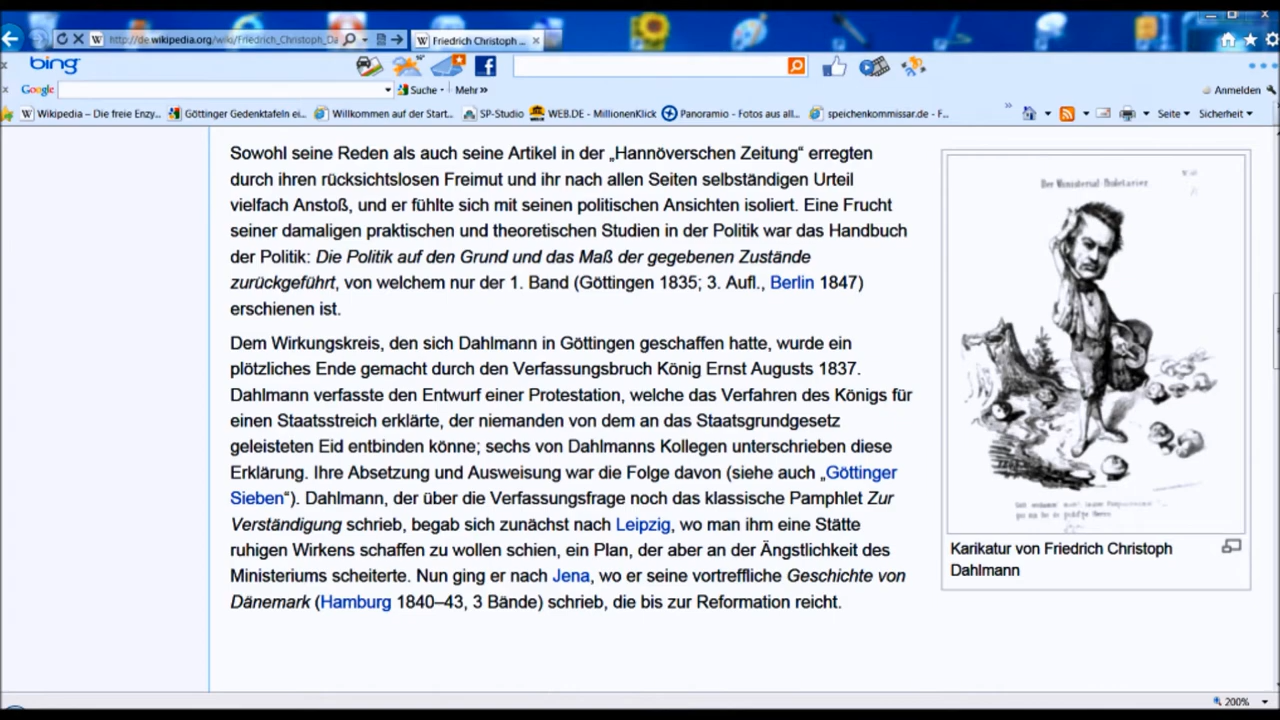 http://de.wikipedia.org/wiki/Friedrich_Christoph_Da
Friedrich Christoph ...
bing
Google
Suche
Mehr »
Anmelden
Wikipedia – Die freie Enzy...
Göttinger Gedenktafeln ei...
Willkommen auf der Start...
SP-Studio
WEB.DE - MillionenKlick
Panoramio - Fotos aus all...
speichenkommissar.de - F...
Seite
Sicherheit
Sowohl seine Reden als auch seine Artikel in der „Hannöverschen Zeitung“ erregten
durch ihren rücksichtslosen Freimut und ihr nach allen Seiten selbständigen Urteil
vielfach Anstoß, und er fühlte sich mit seinen politischen Ansichten isoliert. Eine Frucht
seiner damaligen praktischen und theoretischen Studien in der Politik war das Handbuch
der Politik: Die Politik auf den Grund und das Maß der gegebenen Zustände
zurückgeführt, von welchem nur der 1. Band (Göttingen 1835; 3. Aufl., Berlin 1847)
erschienen ist.
Dem Wirkungskreis, den sich Dahlmann in Göttingen geschaffen hatte, wurde ein
plötzliches Ende gemacht durch den Verfassungsbruch König Ernst Augusts 1837.
Dahlmann verfasste den Entwurf einer Protestation, welche das Verfahren des Königs für
einen Staatsstreich erklärte, der niemanden von dem an das Staatsgrundgesetz
geleisteten Eid entbinden könne; sechs von Dahlmanns Kollegen unterschrieben diese
Erklärung. Ihre Absetzung und Ausweisung war die Folge davon (siehe auch „Göttinger
Sieben“). Dahlmann, der über die Verfassungsfrage noch das klassische Pamphlet Zur
Verständigung schrieb, begab sich zunächst nach Leipzig, wo man ihm eine Stätte
ruhigen Wirkens schaffen zu wollen schien, ein Plan, der aber an der Ängstlichkeit des
Ministeriums scheiterte. Nun ging er nach Jena, wo er seine vortreffliche Geschichte von
Dänemark (Hamburg 1840–43, 3 Bände) schrieb, die bis zur Reformation reicht.
Der Ministerial-Proletarier.
Karikatur von Friedrich Christoph
Dahlmann
200%